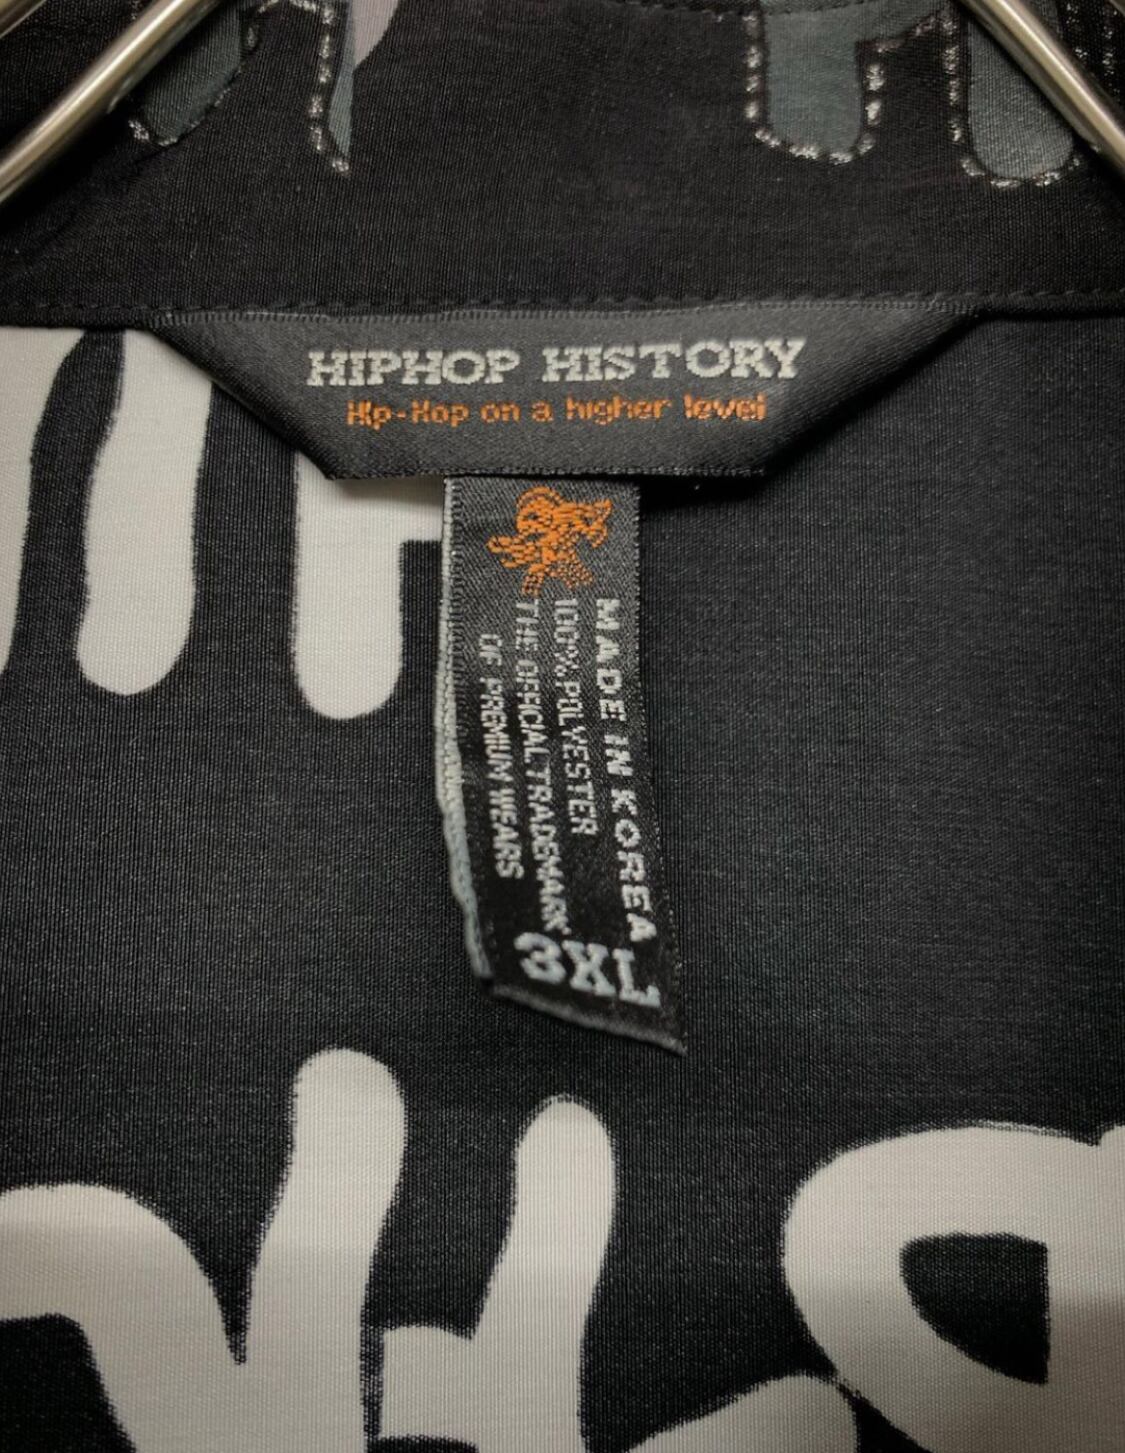 HIPHOP HISTORY
Hip-Hop on a higher level
MADE IN KOREA
100% POLYESTER
THE OFFICIAL TRADEMARK
OF PREMIUM WEARS
3XL